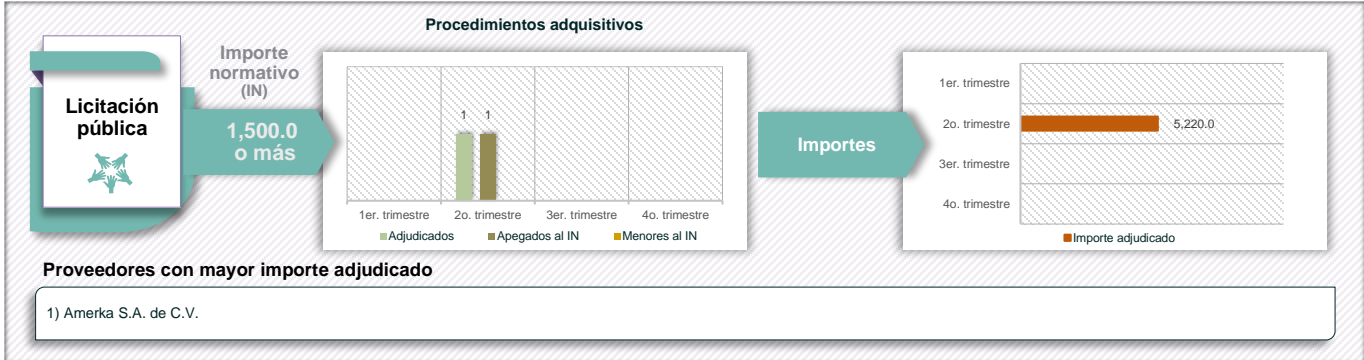 Procedimientos adquisitivos
Licitación
pública
Importe
normativo
(IN)
1,500.0
o más
1 1
1er. trimestre 2o. trimestre 3er. trimestre 4o. trimestre
Adjudicados Apegados al IN Menores al IN
Importes
1er. trimestre
2o. trimestre 5,220.0
3er. trimestre
4o. trimestre
Importe adjudicado
Proveedores con mayor importe adjudicado
1) Amerka S.A. de C.V.